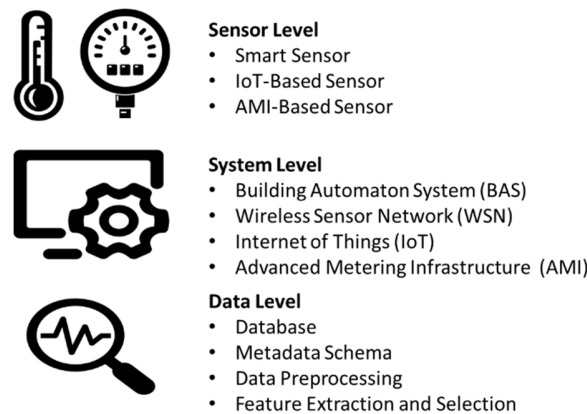 Sensor Level
• Smart Sensor
• IoT-Based Sensor
• AMI-Based Sensor
System Level
• Building Automaton System (BAS)
• Wireless Sensor Network (WSN)
• Internet of Things (IoT)
• Advanced Metering Infrastructure (AMI)
Data Level
• Database
• Metadata Schema
• Data Preprocessing
• Feature Extraction and Selection